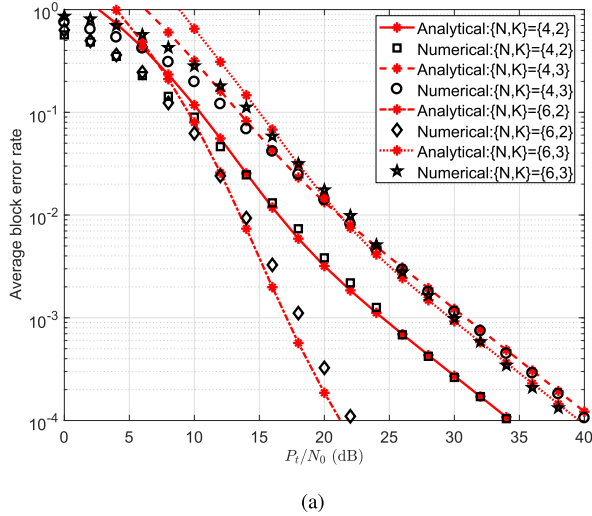 Average block error rate
10^0
10^-1
10^-2
10^-3
10^-4
Analytical:{N,K}={4,2}
Numerical:{N,K}={4,2}
Analytical:{N,K}={4,3}
Numerical:{N,K}={4,3}
Analytical:{N,K}={6,2}
Numerical:{N,K}={6,2}
Analytical:{N,K}={6,3}
Numerical:{N,K}={6,3}
0 5 10 15 20 25 30 35 40
P_t/N_0 (dB)
(a)